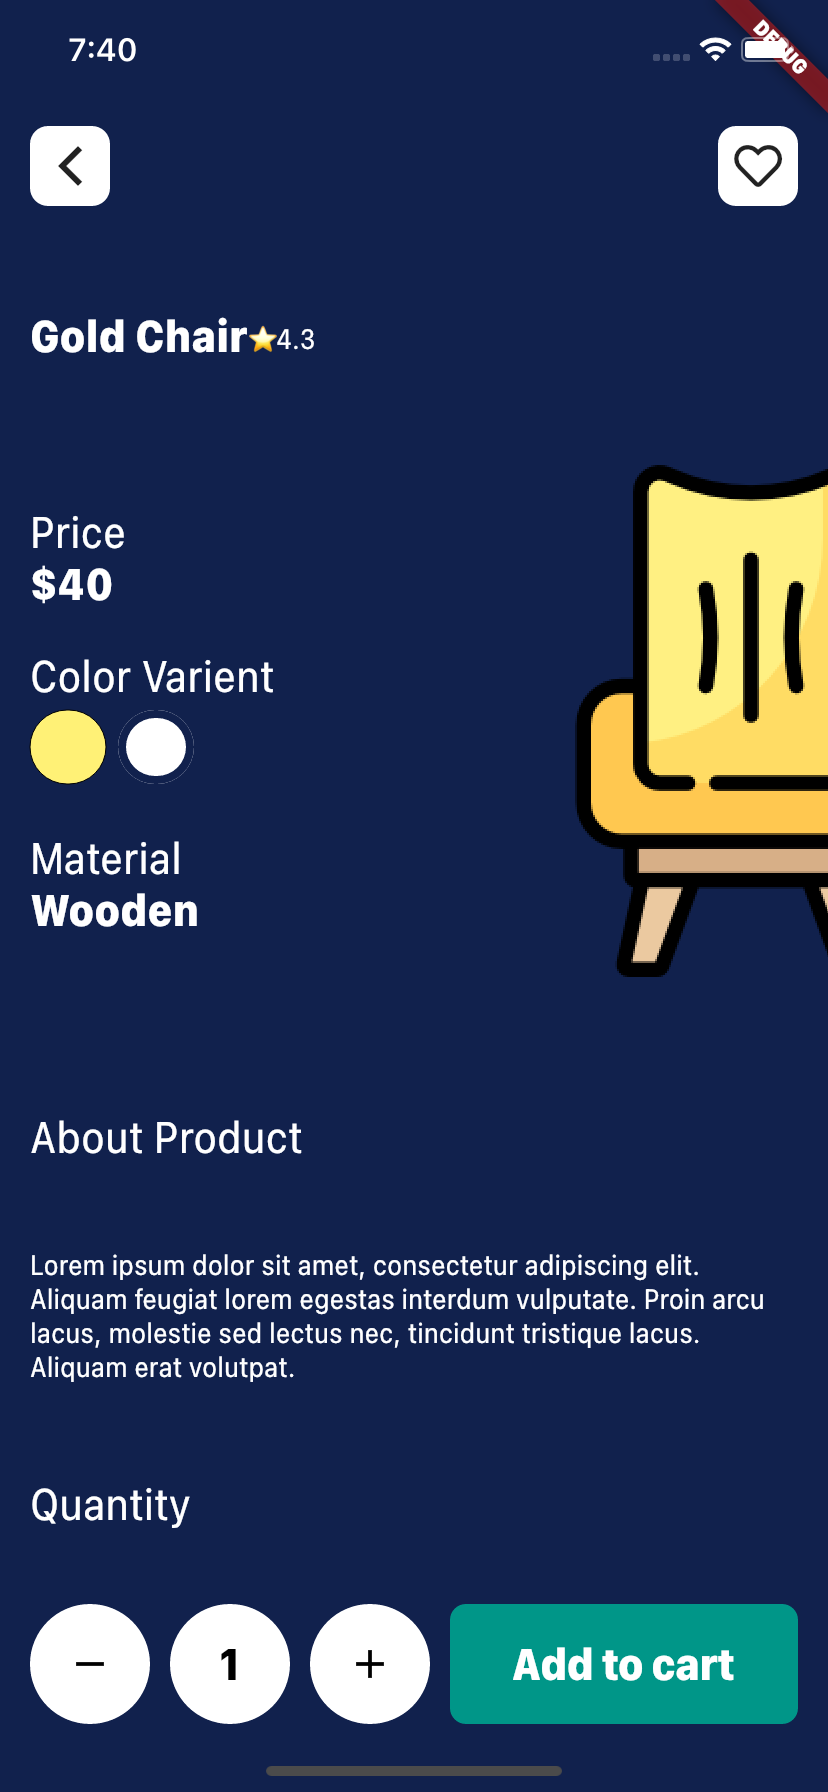 7:40
DEBUG
Gold Chair⭐4.3
Price
$40
Color Varient
Material
Wooden
About Product
Lorem ipsum dolor sit amet, consectetur adipiscing elit.
Aliquam feugiat lorem egestas interdum vulputate. Proin arcu
lacus, molestie sed lectus nec, tincidunt tristique lacus.
Aliquam erat volutpat.
Quantity
− 1 + Add to cart